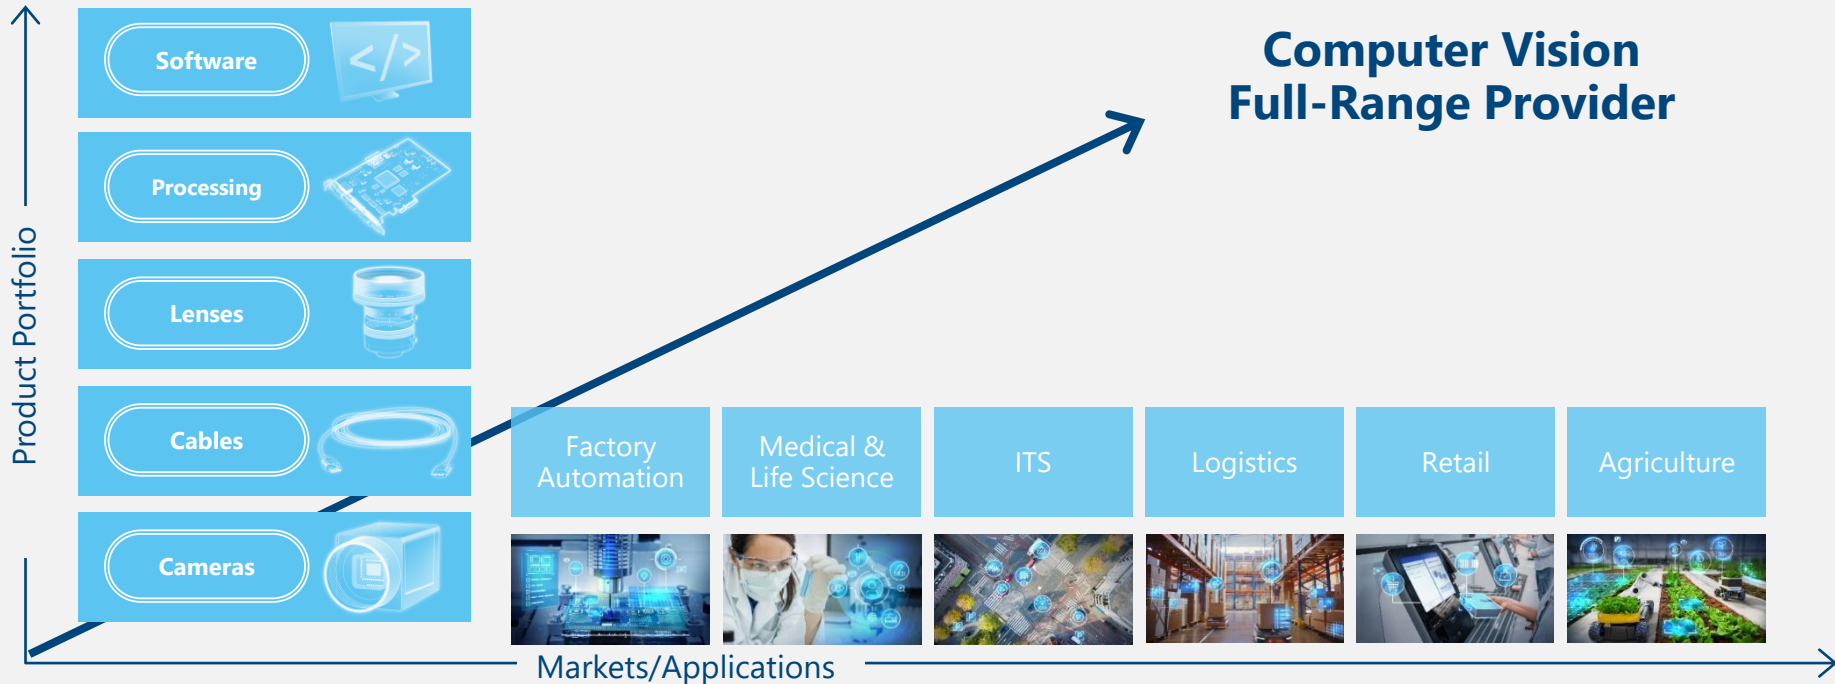 Computer Vision
Full-Range Provider
Product Portfolio
Software
</>
Processing
Lenses
Cables
Cameras
Factory
Automation
Medical &
Life Science
ITS
Logistics
Retail
Agriculture
Markets/Applications